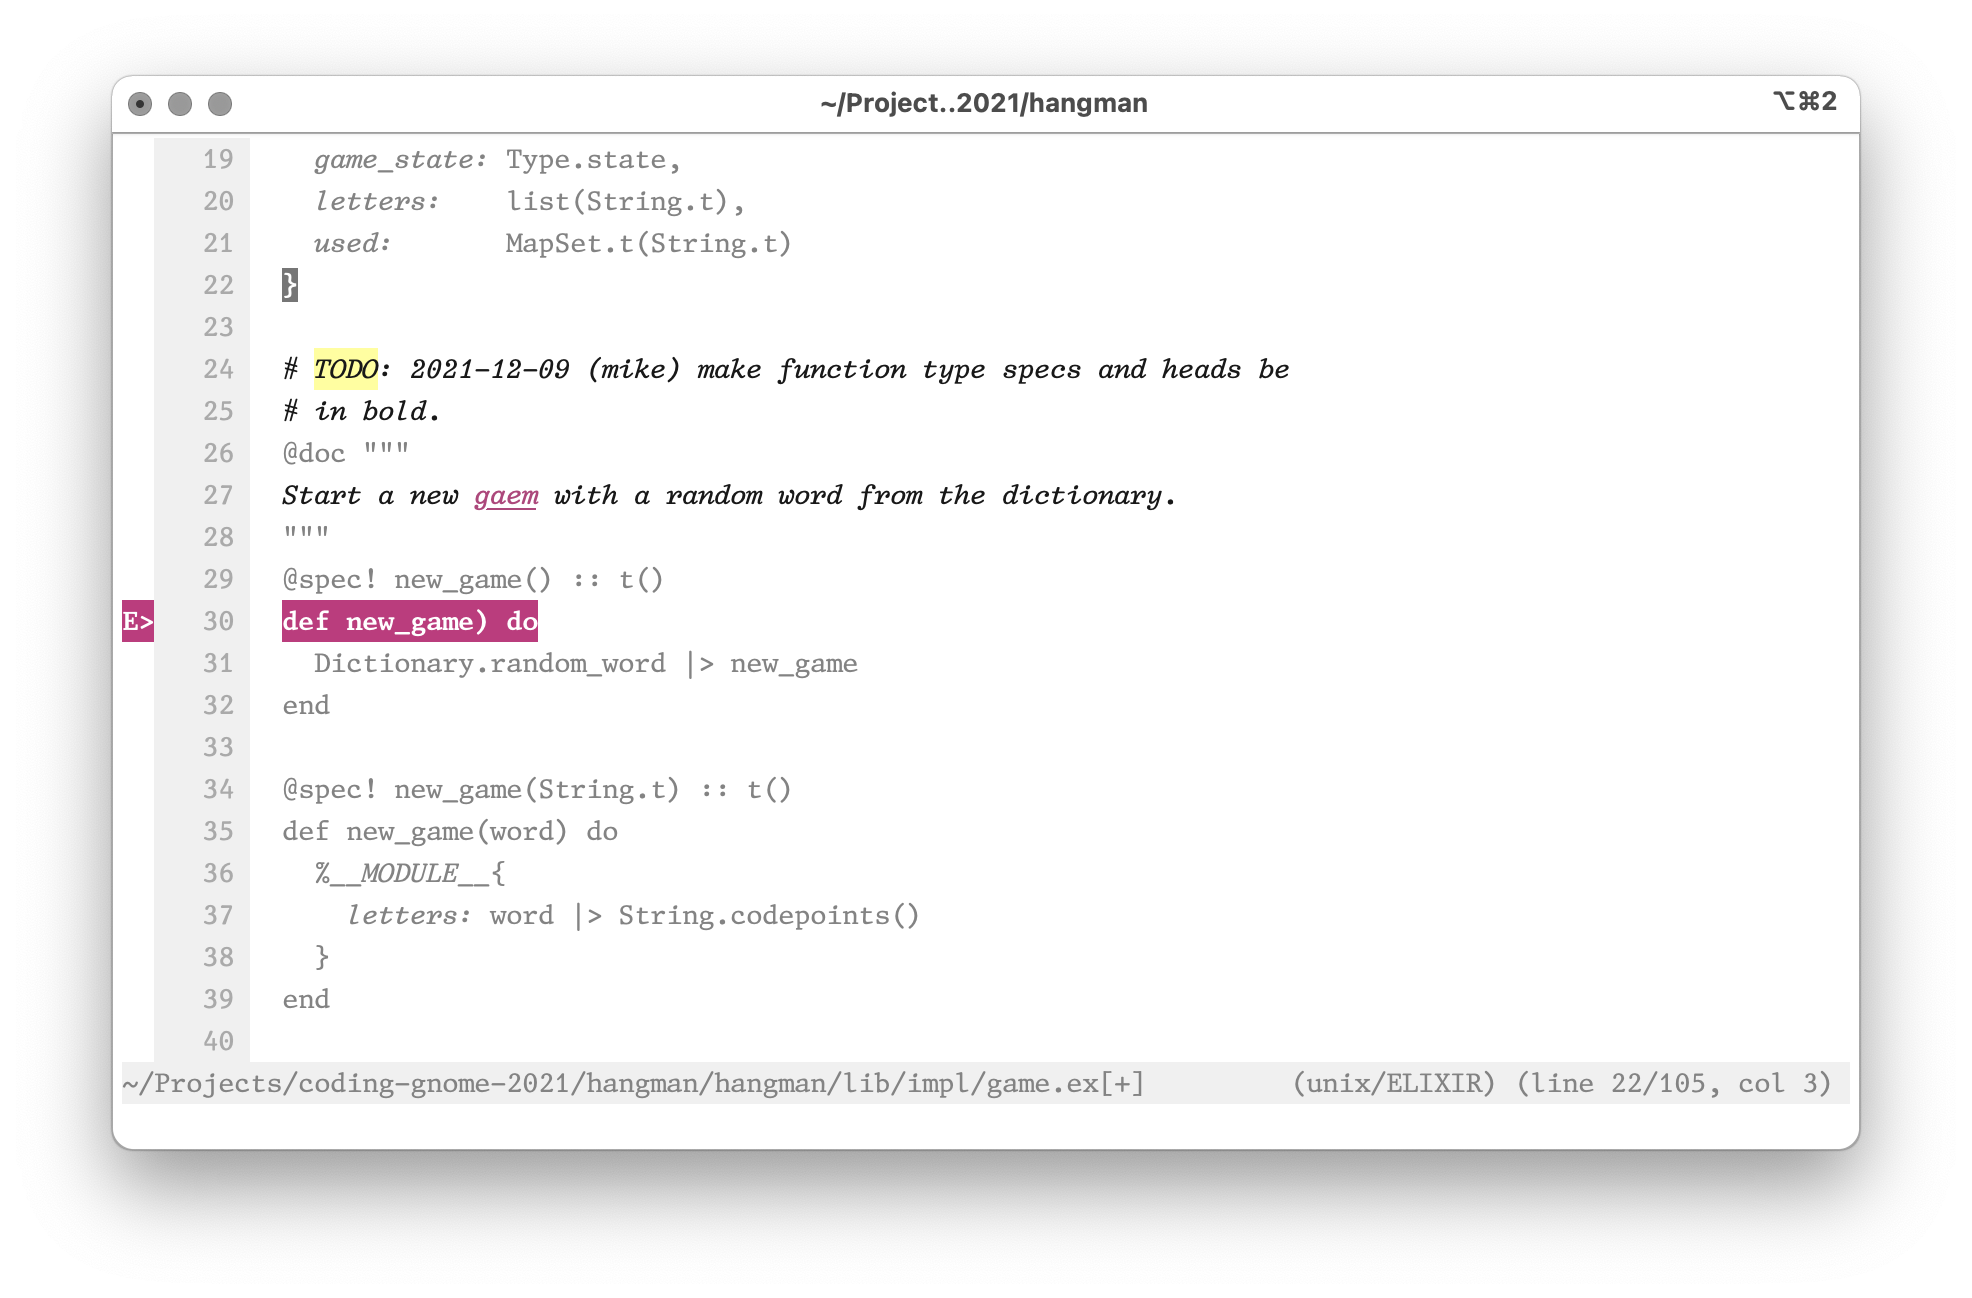 ~/Project..2021/hangman ⌥⌘2
19 game_state: Type.state,
20 letters: list(String.t),
21 used: MapSet.t(String.t)
22 }
23
24 # TODO: 2021-12-09 (mike) make function type specs and heads be
25 # in bold.
26 @doc """
27 Start a new gaem with a random word from the dictionary.
28 """
29 @spec! new_game() :: t()
E> 30 def new_game) do
31 Dictionary.random_word |> new_game
32 end
33
34 @spec! new_game(String.t) :: t()
35 def new_game(word) do
36 %__MODULE__{
37 letters: word |> String.codepoints()
38 }
39 end
40
~/Projects/coding-gnome-2021/hangman/hangman/lib/impl/game.ex[+] (unix/ELIXIR) (line 22/105, col 3)